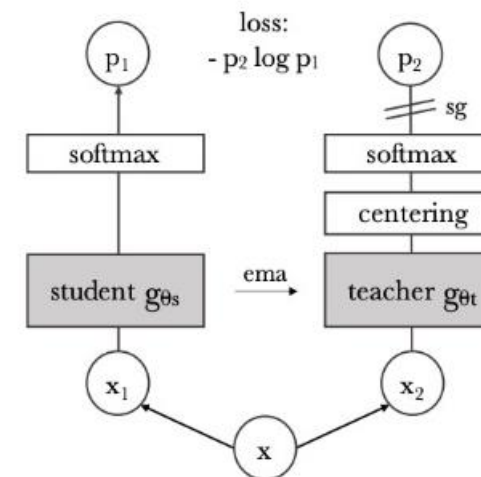 loss:
- p₂ log p₁
p₁
p₂
sg
softmax
softmax
centering
student gθs
ema
teacher gθt
x₁
x₂
x